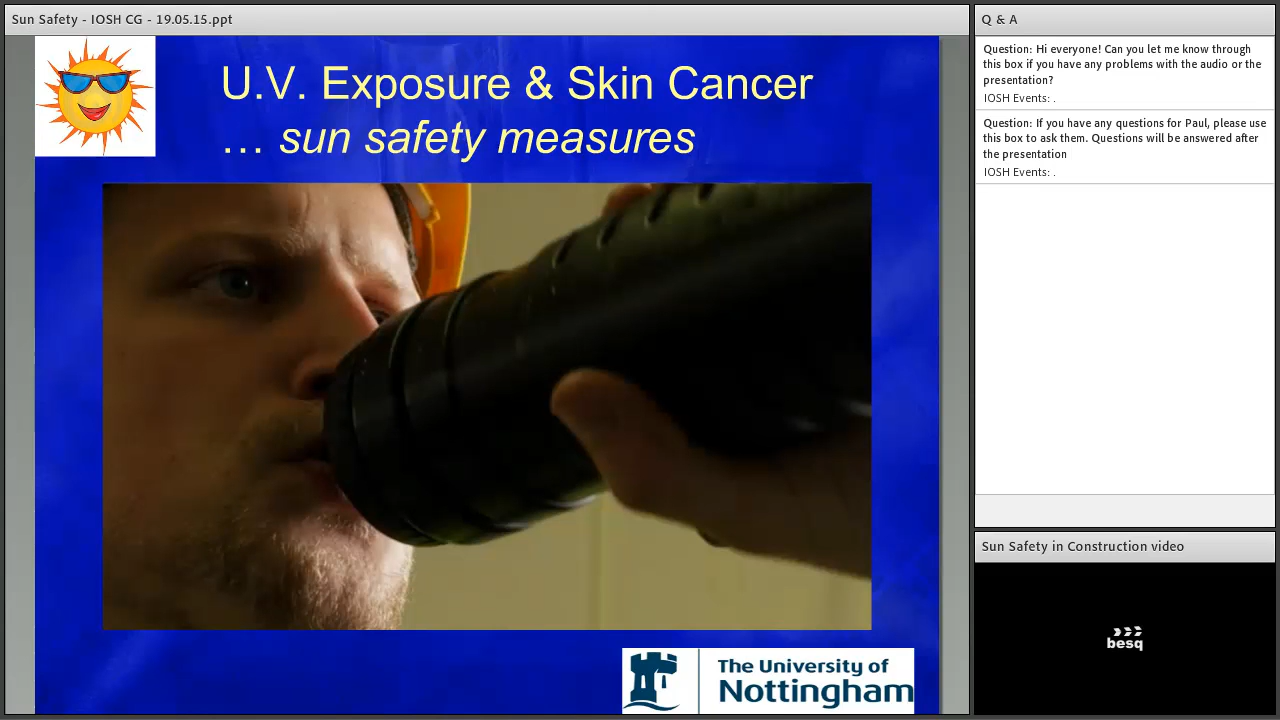 Sun Safety - IOSH CG - 19.05.15.ppt
U.V. Exposure & Skin Cancer
… sun safety measures
The University of
Nottingham
Q & A
Question: Hi everyone! Can you let me know through
this box if you have any problems with the audio or the
presentation?
IOSH Events: .
Question: If you have any questions for Paul, please use
this box to ask them. Questions will be answered after
the presentation
IOSH Events: .
Sun Safety in Construction video
besq